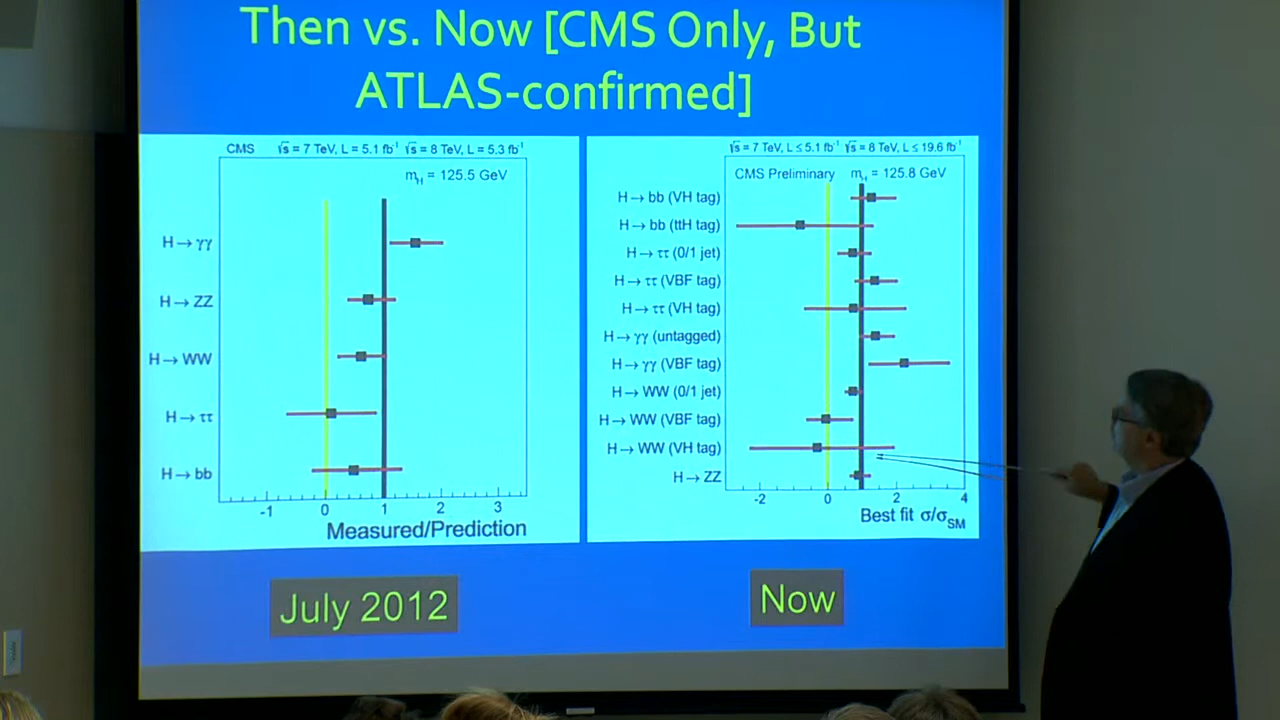 Then vs. Now [CMS Only, But
ATLAS-confirmed]
CMS √s = 7 TeV, L = 5.1 fb⁻¹ √s = 8 TeV, L = 5.3 fb⁻¹
m_H = 125.5 GeV
H → γγ
H → ZZ
H → WW
H → ττ
H → bb
-1 0 1 2 3
Measured/Prediction
July 2012
√s = 7 TeV, L ≤ 5.1 fb⁻¹ √s = 8 TeV, L ≤ 19.6 fb⁻¹
CMS Preliminary m_H = 125.8 GeV
H → bb (VH tag)
H → bb (ttH tag)
H → ττ (0/1 jet)
H → ττ (VBF tag)
H → ττ (VH tag)
H → γγ (untagged)
H → γγ (VBF tag)
H → WW (0/1 jet)
H → WW (VBF tag)
H → WW (VH tag)
H → ZZ
-2 0 2 4
Best fit σ/σ_SM
Now